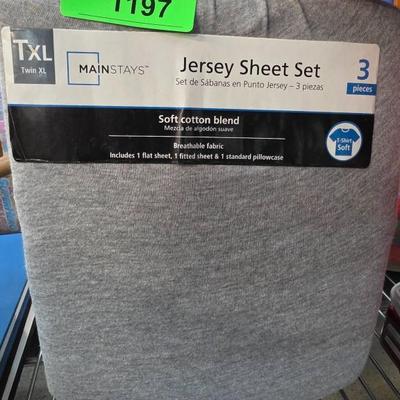 1197
TXL
Twin XL
MAINSTAYS™
Jersey Sheet Set
Set de Sábanas en Punto Jersey – 3 piezas
3
pieces
Soft cotton blend
Mezcla de algodón suave
Breathable fabric
Includes 1 flat sheet, 1 fitted sheet & 1 standard pillowcase
T-Shirt
Soft